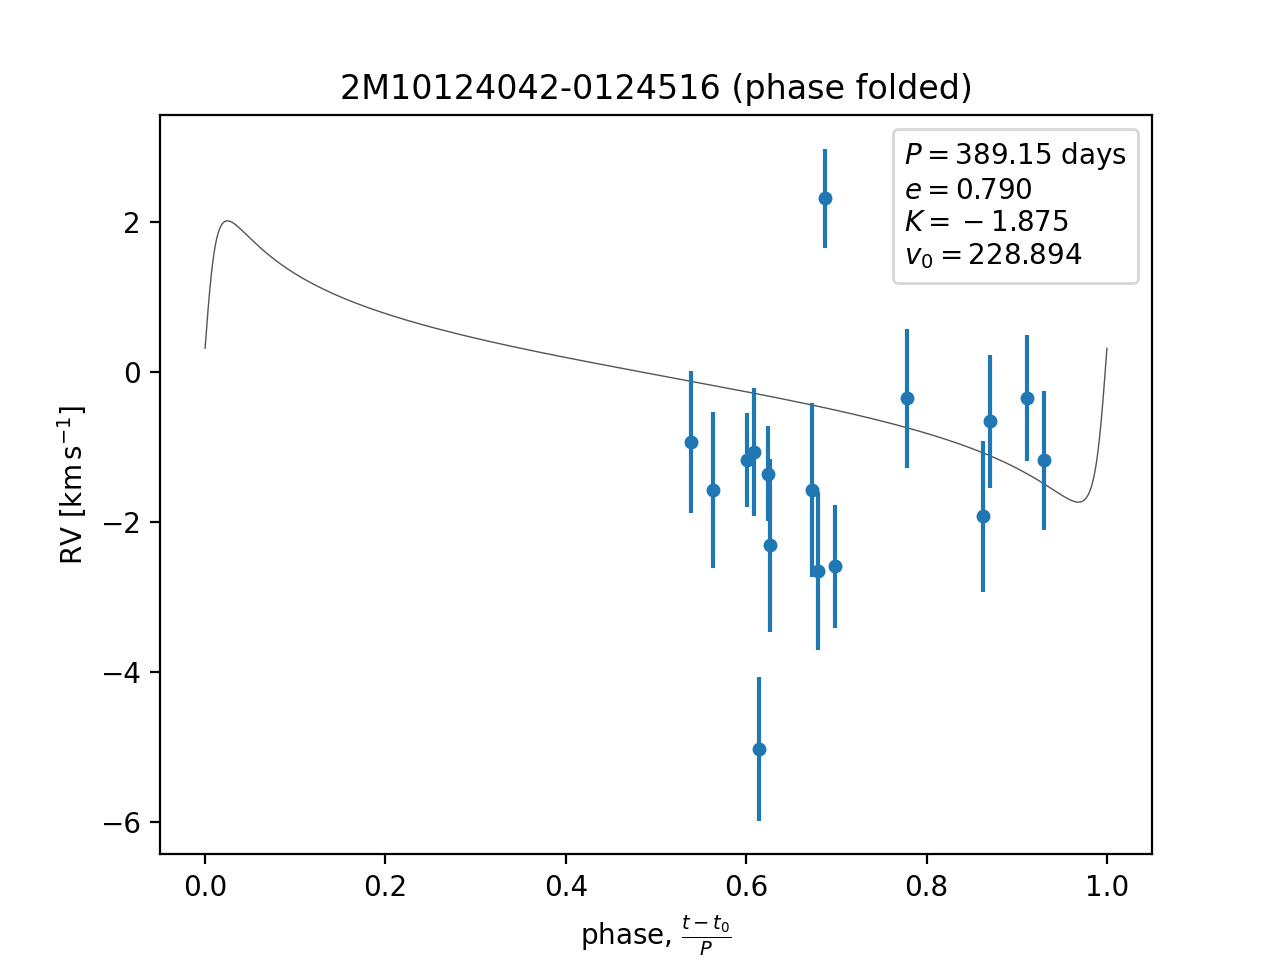 2M10124042-0124516 (phase folded)
P = 389.15 days
e = 0.790
K = −1.875
v₀ = 228.894
RV [km s⁻¹]
2
0
−2
−4
−6
0.0 0.2 0.4 0.6 0.8 1.0
phase, (t − t₀)/P